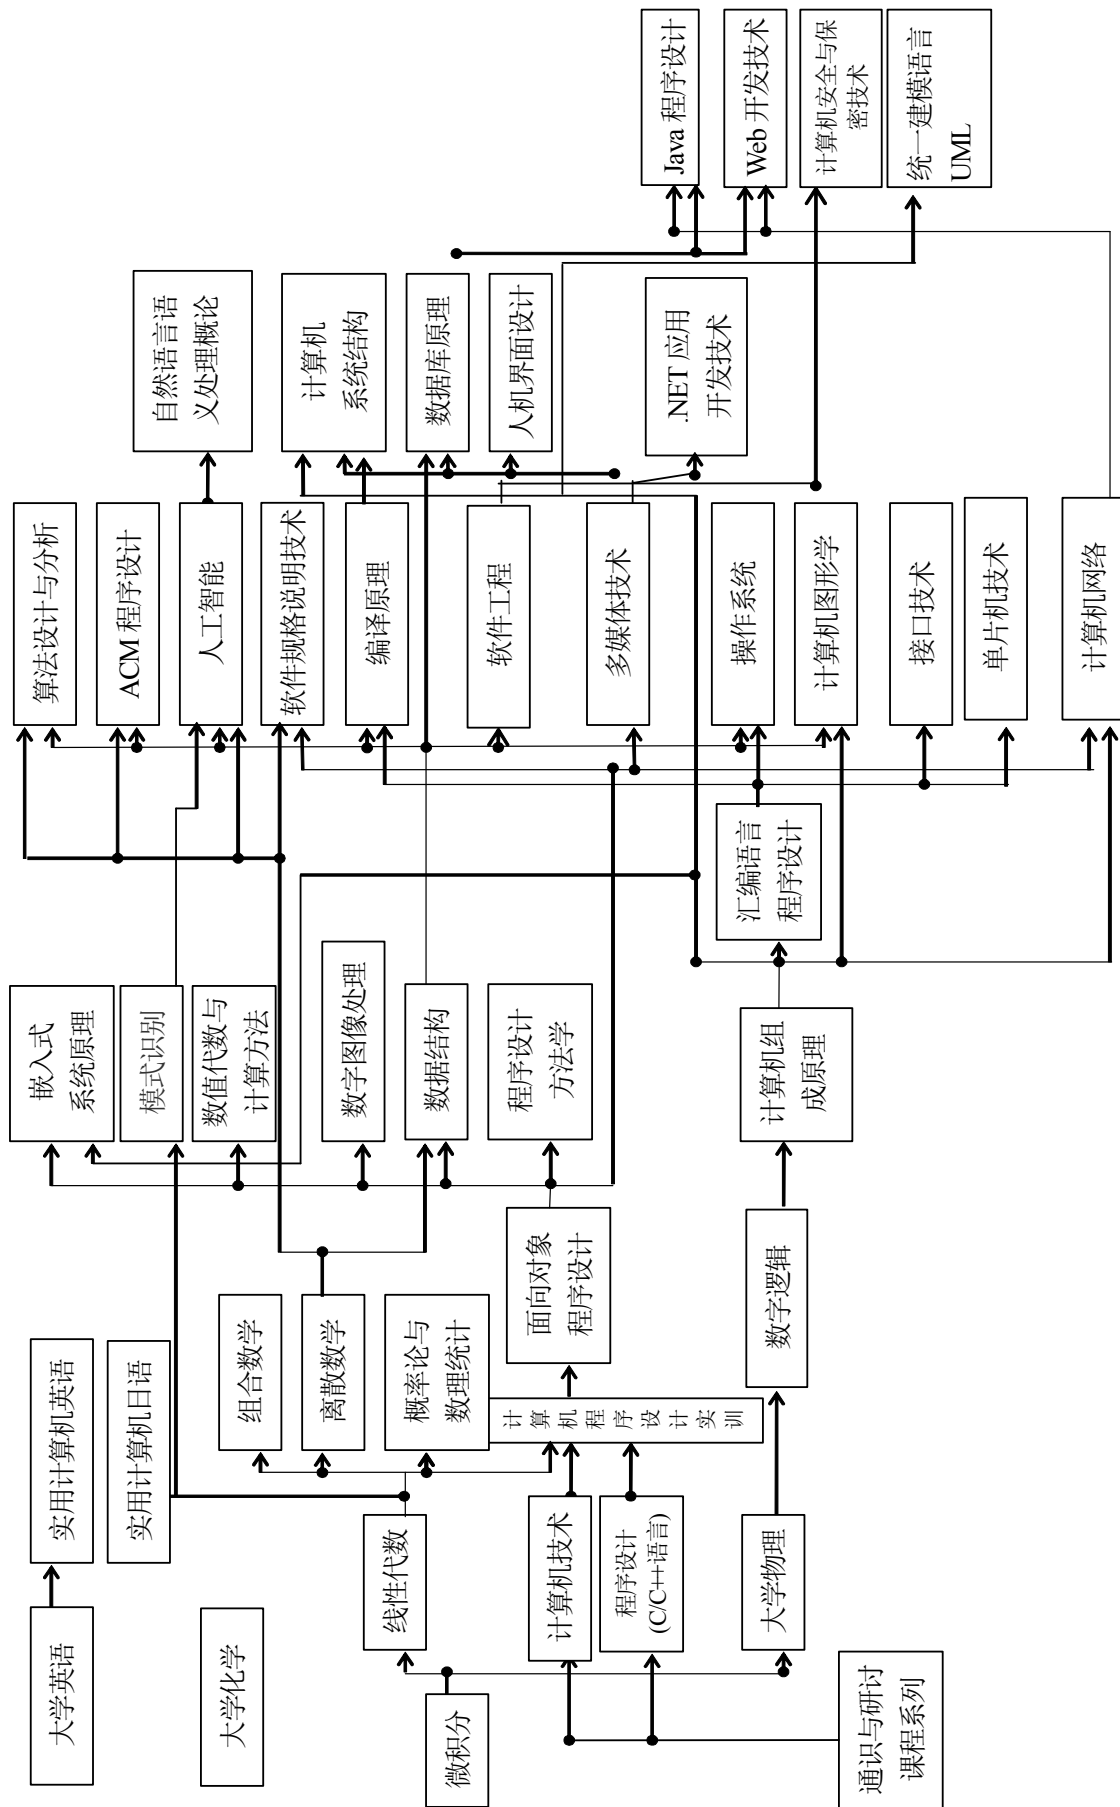 大学英语
大学化学
微积分
通识与研讨
课程系列
实用计算机英语
实用计算机日语
线性代数
计算机技术
程序设计
(C/C++语言)
大学物理
组合数学
离散数学
概率论与
数理统计
计算机程序设计实训
面向对象
程序设计
数字逻辑
嵌入式
系统原理
模式识别
数值代数与
计算方法
数字图像处理
数据结构
程序设计
方法学
计算机组
成原理
汇编语言
程序设计
算法设计与分析
ACM 程序设计
人工智能
软件规格说明技术
编译原理
软件工程
多媒体技术
操作系统
计算机图形学
接口技术
单片机技术
计算机网络
自然语言语
义处理概论
计算机
系统结构
数据库原理
人机界面设计
.NET 应用
开发技术
Java 程序设计
Web 开发技术
计算机安全与保
密技术
统一建模语言
UML